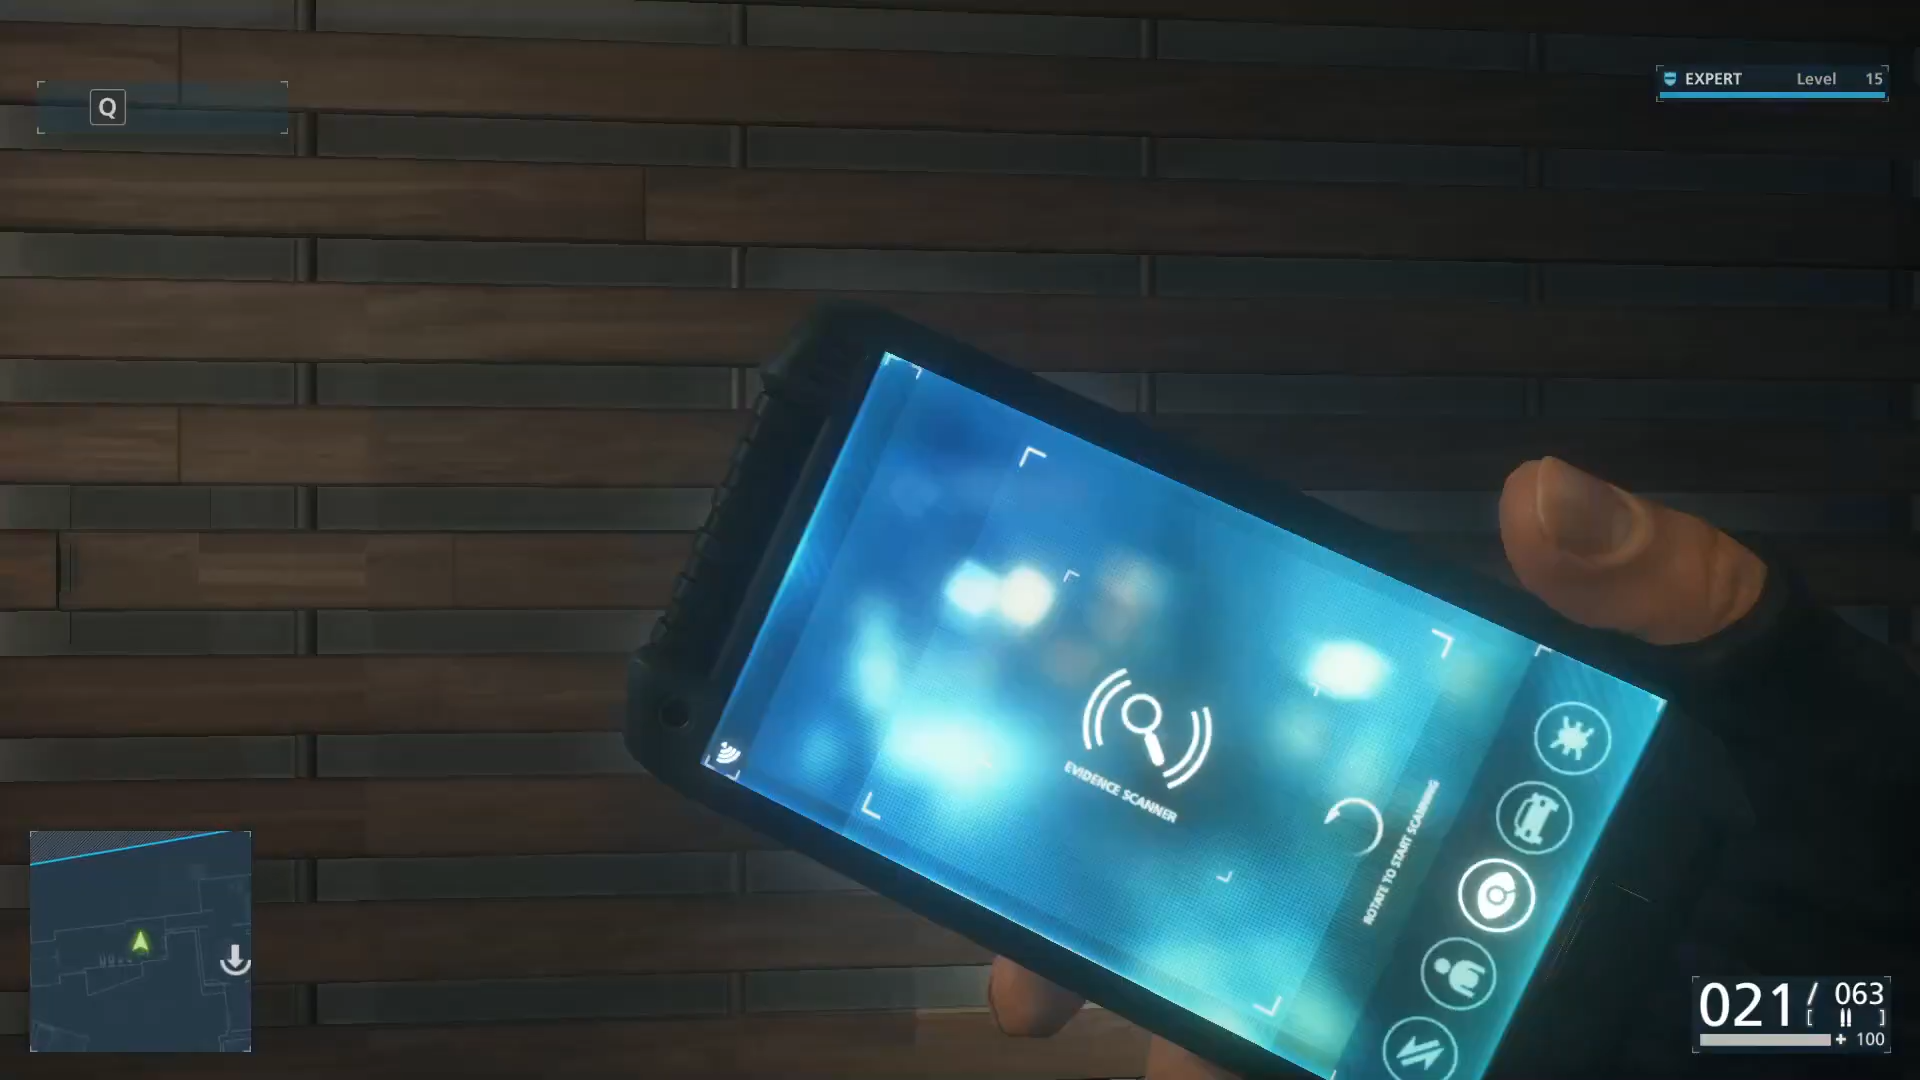 Q
EXPERT Level 15
EVIDENCE SCANNER
ROTATE TO START SCANNING
021 / 063
100